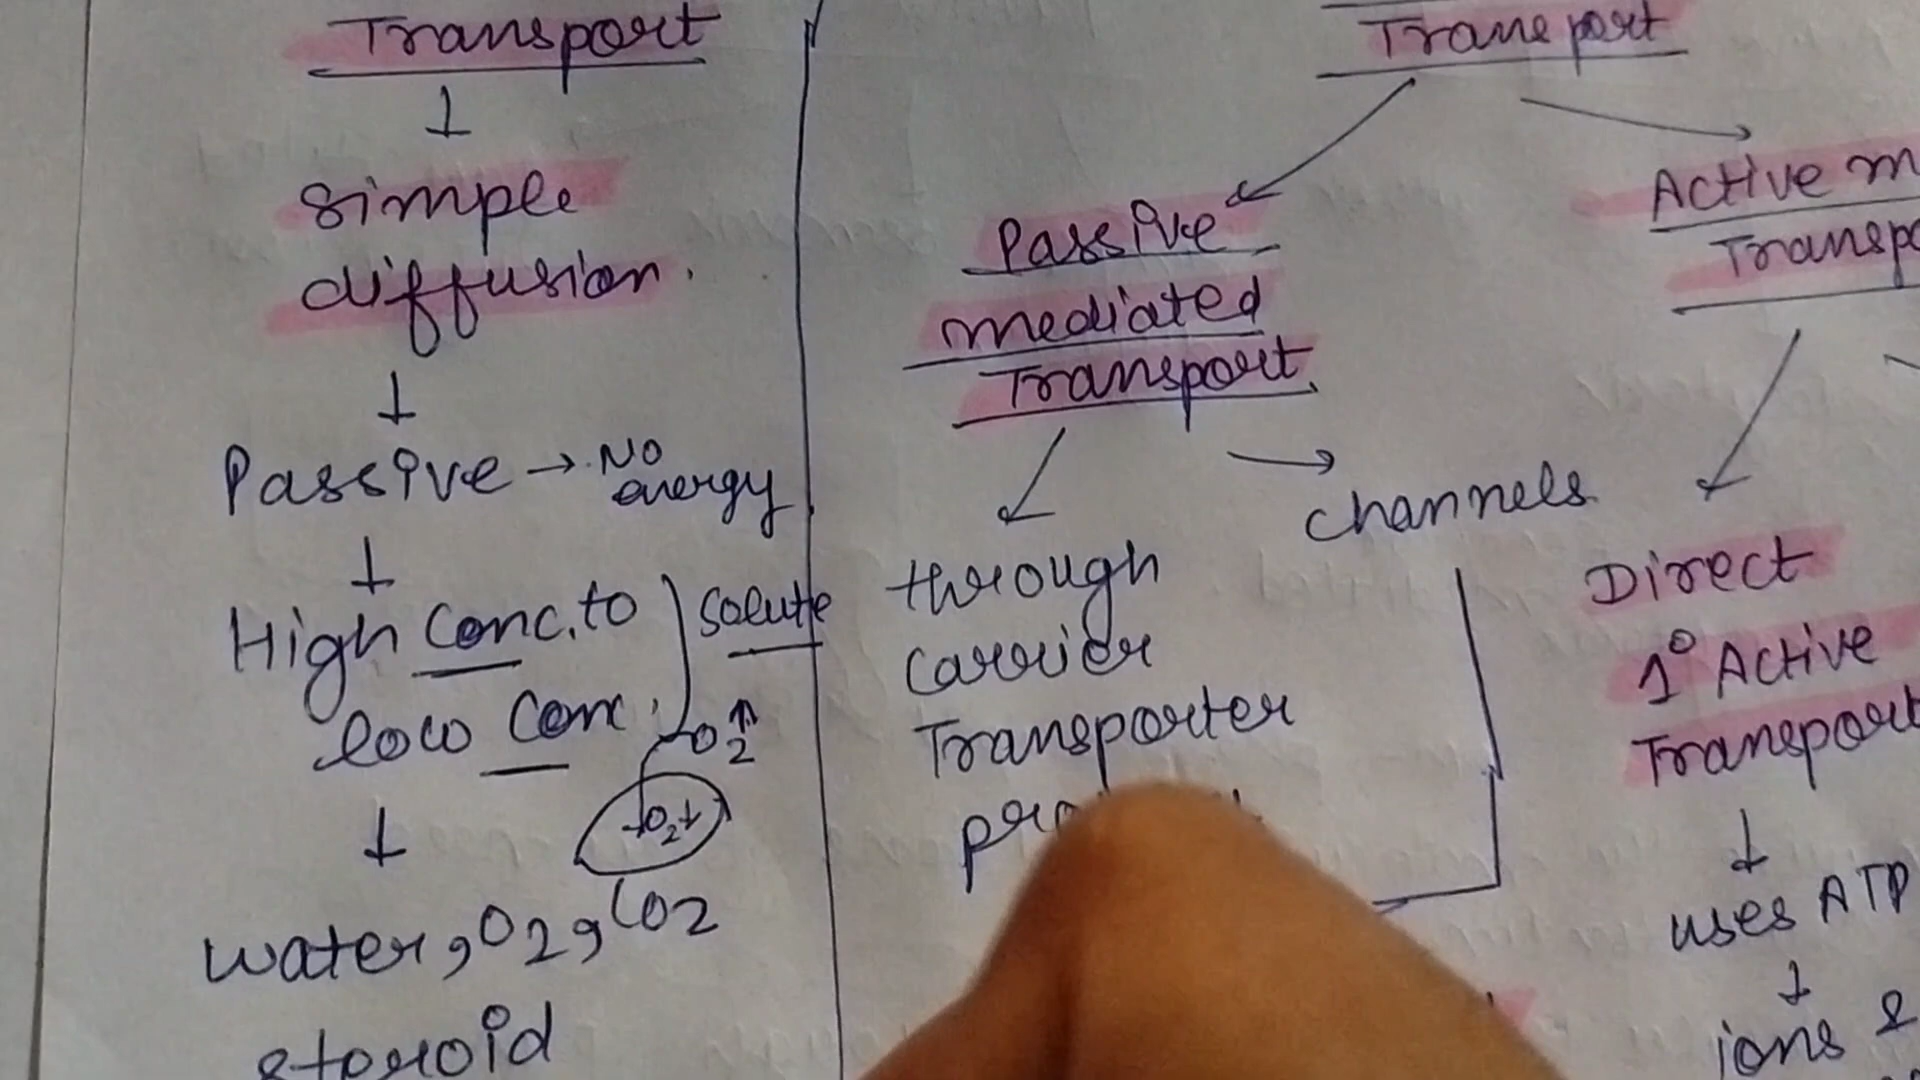 Transport
simple
diffusion.
Passive → No
energy
High Conc. to
low Conc.
solute
O2↑
O2↓
water, O2, CO2
steroid
Transport
Passive
mediated
Transport
through
carrier
Transporter
channels
Active
Direct
1° Active
Transport
uses ATP
ions &